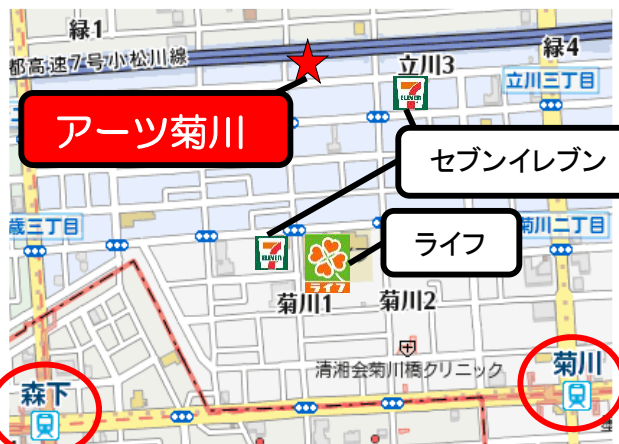 緑1
都高速7号小松川線
立川3
緑4
立川三丁目
アーツ菊川
セブンイレブン
歳三丁目
菊川二丁目
ライフ
ライフ
菊川1
菊川2
清湘会菊川橋クリニック
森下
菊川